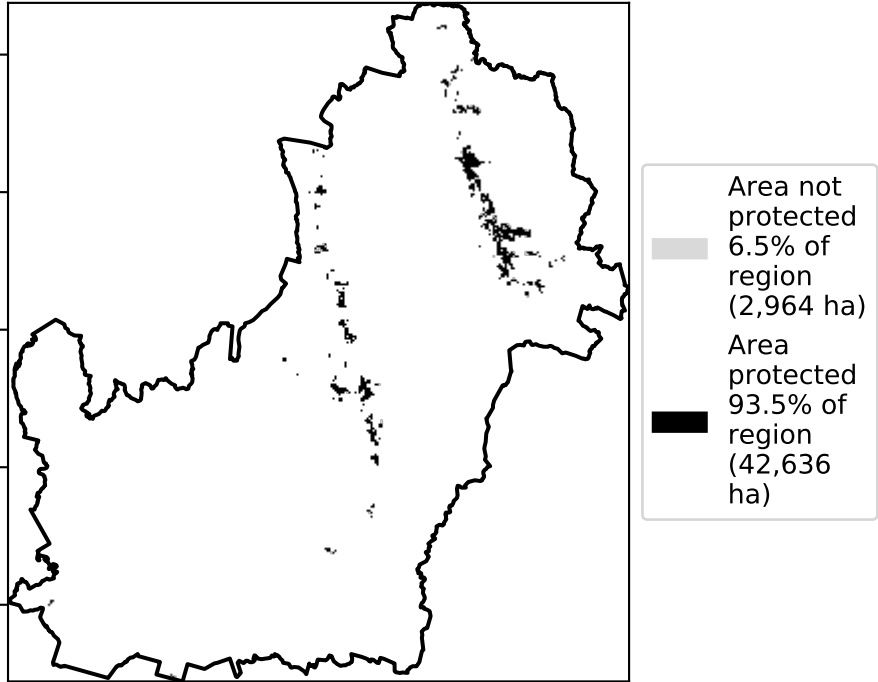 Area not
protected
6.5% of
region
(2,964 ha)
Area
protected
93.5% of
region
(42,636
ha)